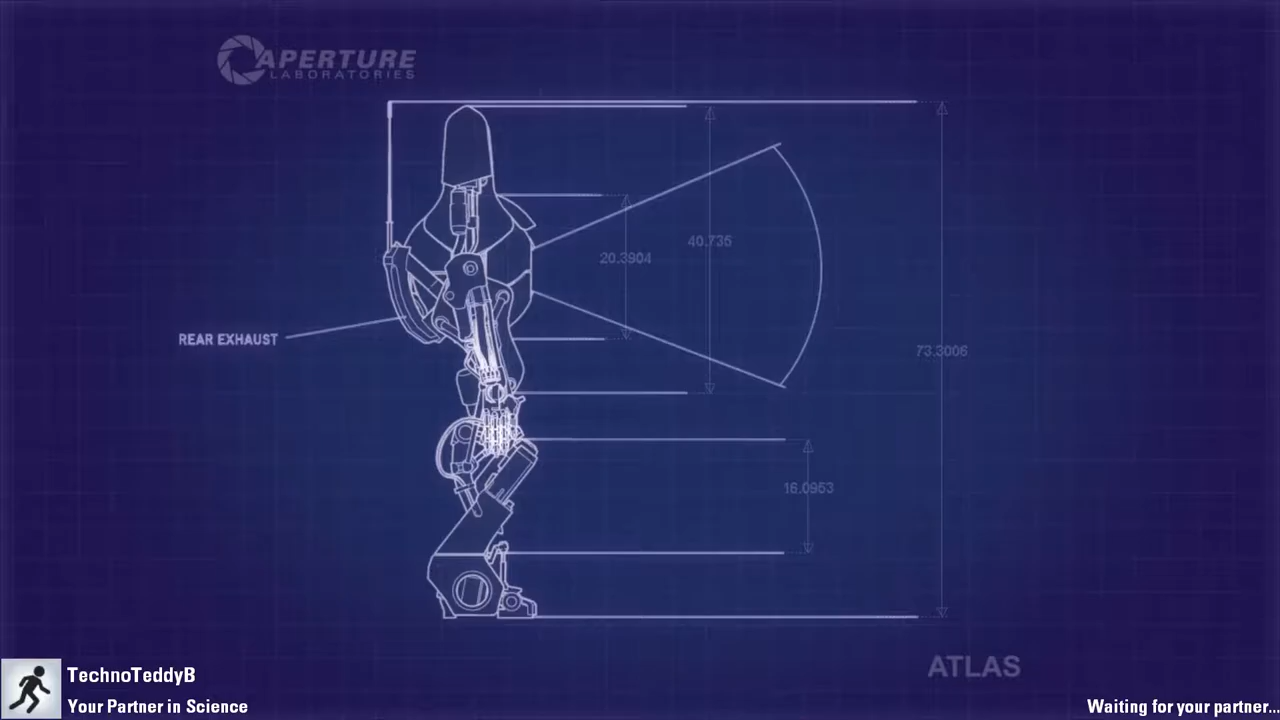 APERTURE
LABORATORIES
40.735
20.3904
REAR EXHAUST
73.3006
16.0953
ATLAS
TechnoTeddyB
Your Partner in Science
Waiting for your partner...